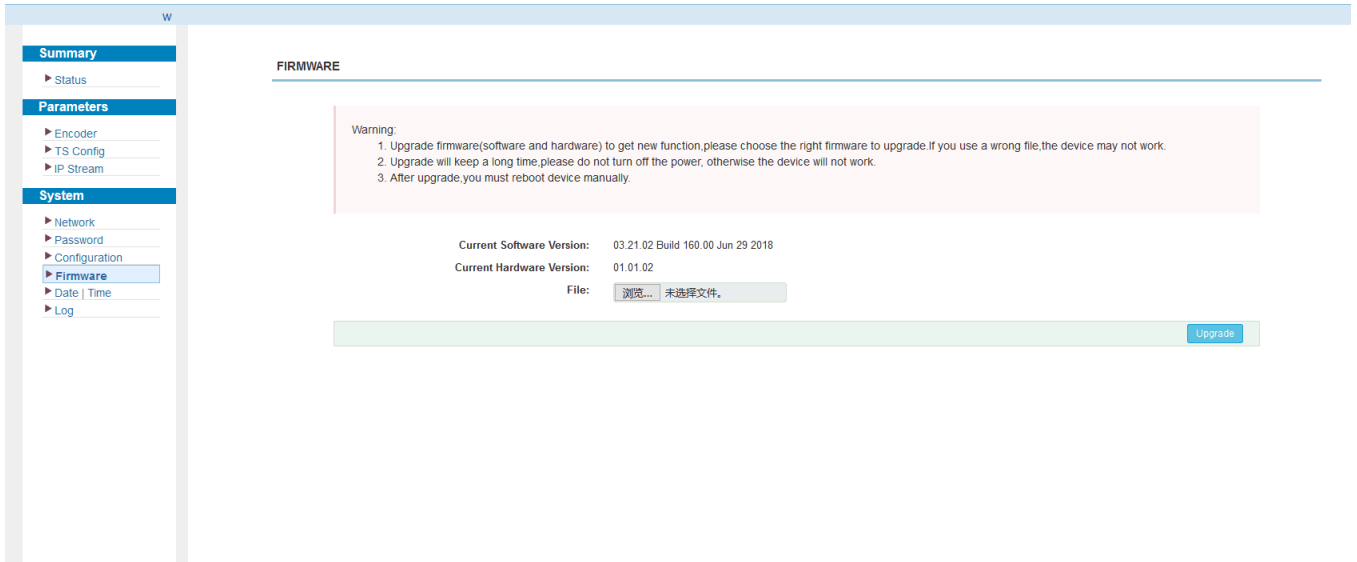 W
Summary
Status
Parameters
Encoder
TS Config
IP Stream
System
Network
Password
Configuration
Firmware
Date | Time
Log
FIRMWARE
Warning:
1. Upgrade firmware(software and hardware) to get new function,please choose the right firmware to upgrade.If you use a wrong file,the device may not work.
2. Upgrade will keep a long time,please do not turn off the power, otherwise the device will not work.
3. After upgrade,you must reboot device manually.
Current Software Version: 03.21.02 Build 160.00 Jun 29 2018
Current Hardware Version: 01.01.02
File: 浏览... 未选择文件。
Upgrade